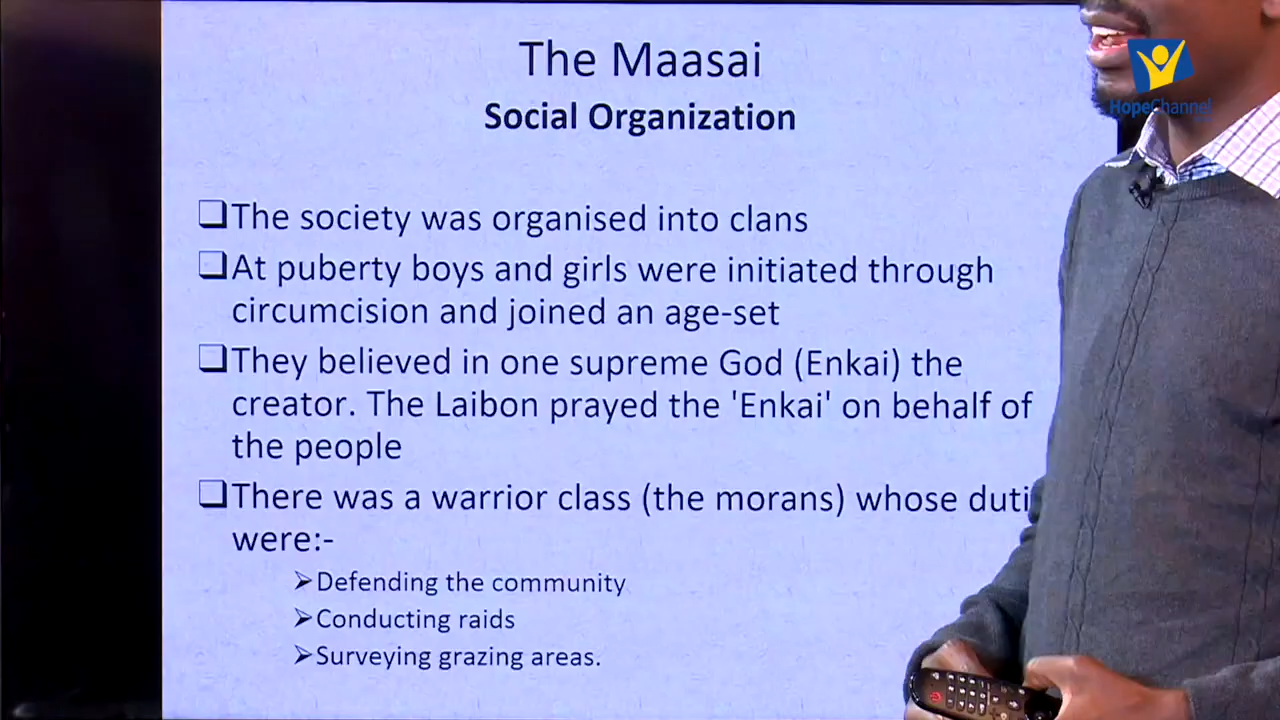 The Maasai
Social Organization
HopeChannel
❑The society was organised into clans
❑At puberty boys and girls were initiated through
circumcision and joined an age-set
❑They believed in one supreme God (Enkai) the
creator. The Laibon prayed the 'Enkai' on behalf of
the people
❑There was a warrior class (the morans) whose duti
were:-
➢Defending the community
➢Conducting raids
➢Surveying grazing areas.